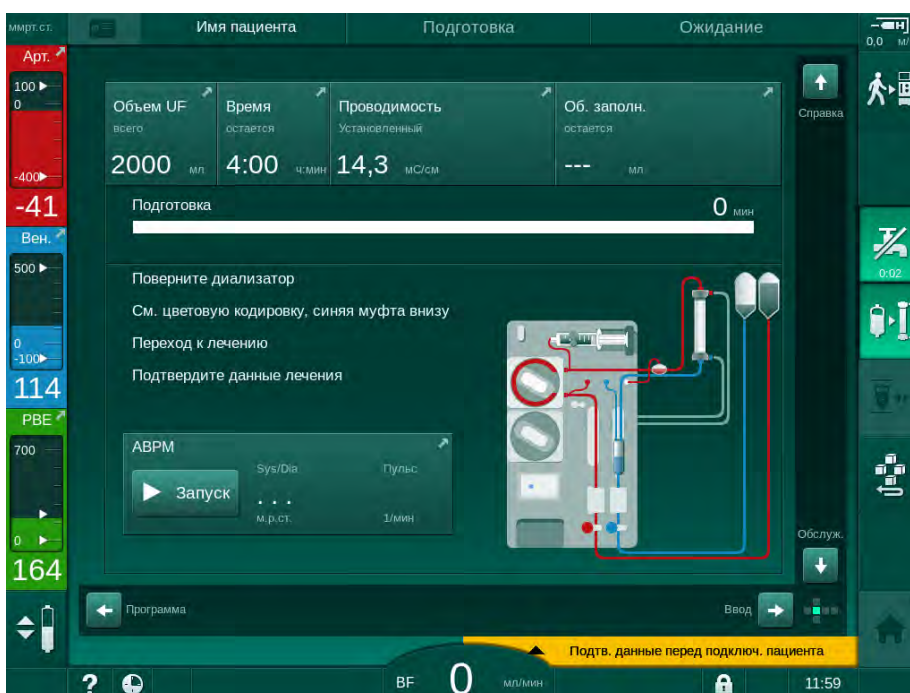 ммрт.ст.
Имя пациента
Подготовка
Ожидание
0,0 м/
Арт.
100
0
-400
-41
Вен.
500
0
-100
114
PBE
700
0
164
Объем UF
всего
2000 мл
Время
остается
4:00 ч:мин
Проводимость
Установленный
14,3 мС/см
Об. заполн.
остается
--- мл
Справка
Подготовка
0 мин
Поверните диализатор
См. цветовую кодировку, синяя муфта внизу
Переход к лечению
Подтвердите данные лечения
ABPM
Запуск
Sys/Dia
. . .
м.р.ст.
Пульс
1/мин
Обслуж.
Программа
Ввод
0:02
Подтв. данные перед подключ. пациента
?
BF 0 мл/мин
11:59